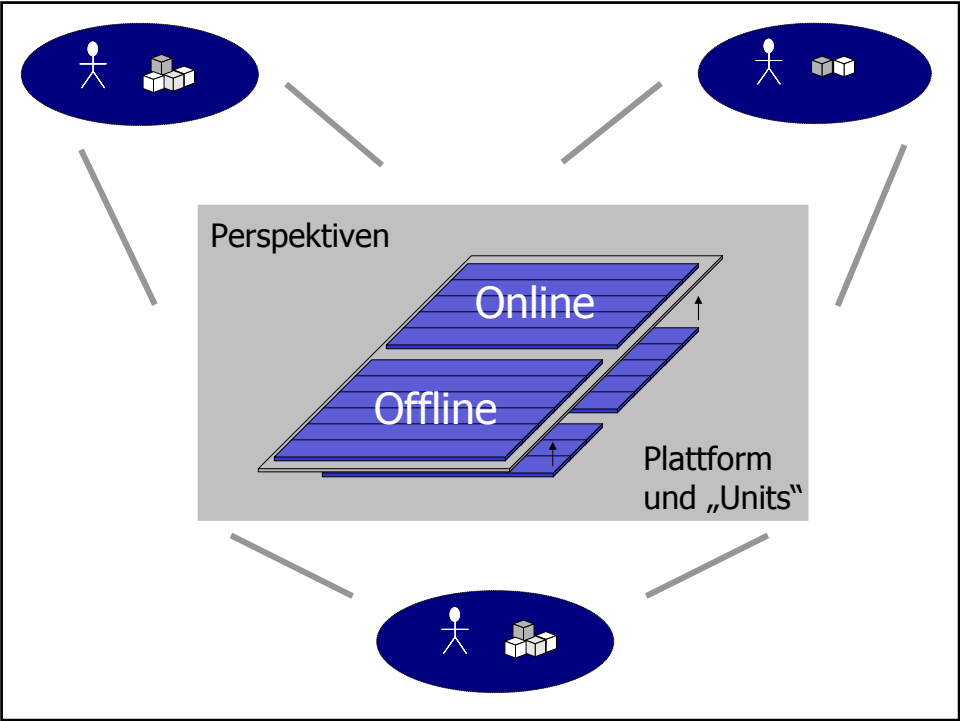 Perspektiven
Online
Offline
Plattform
und „Units“